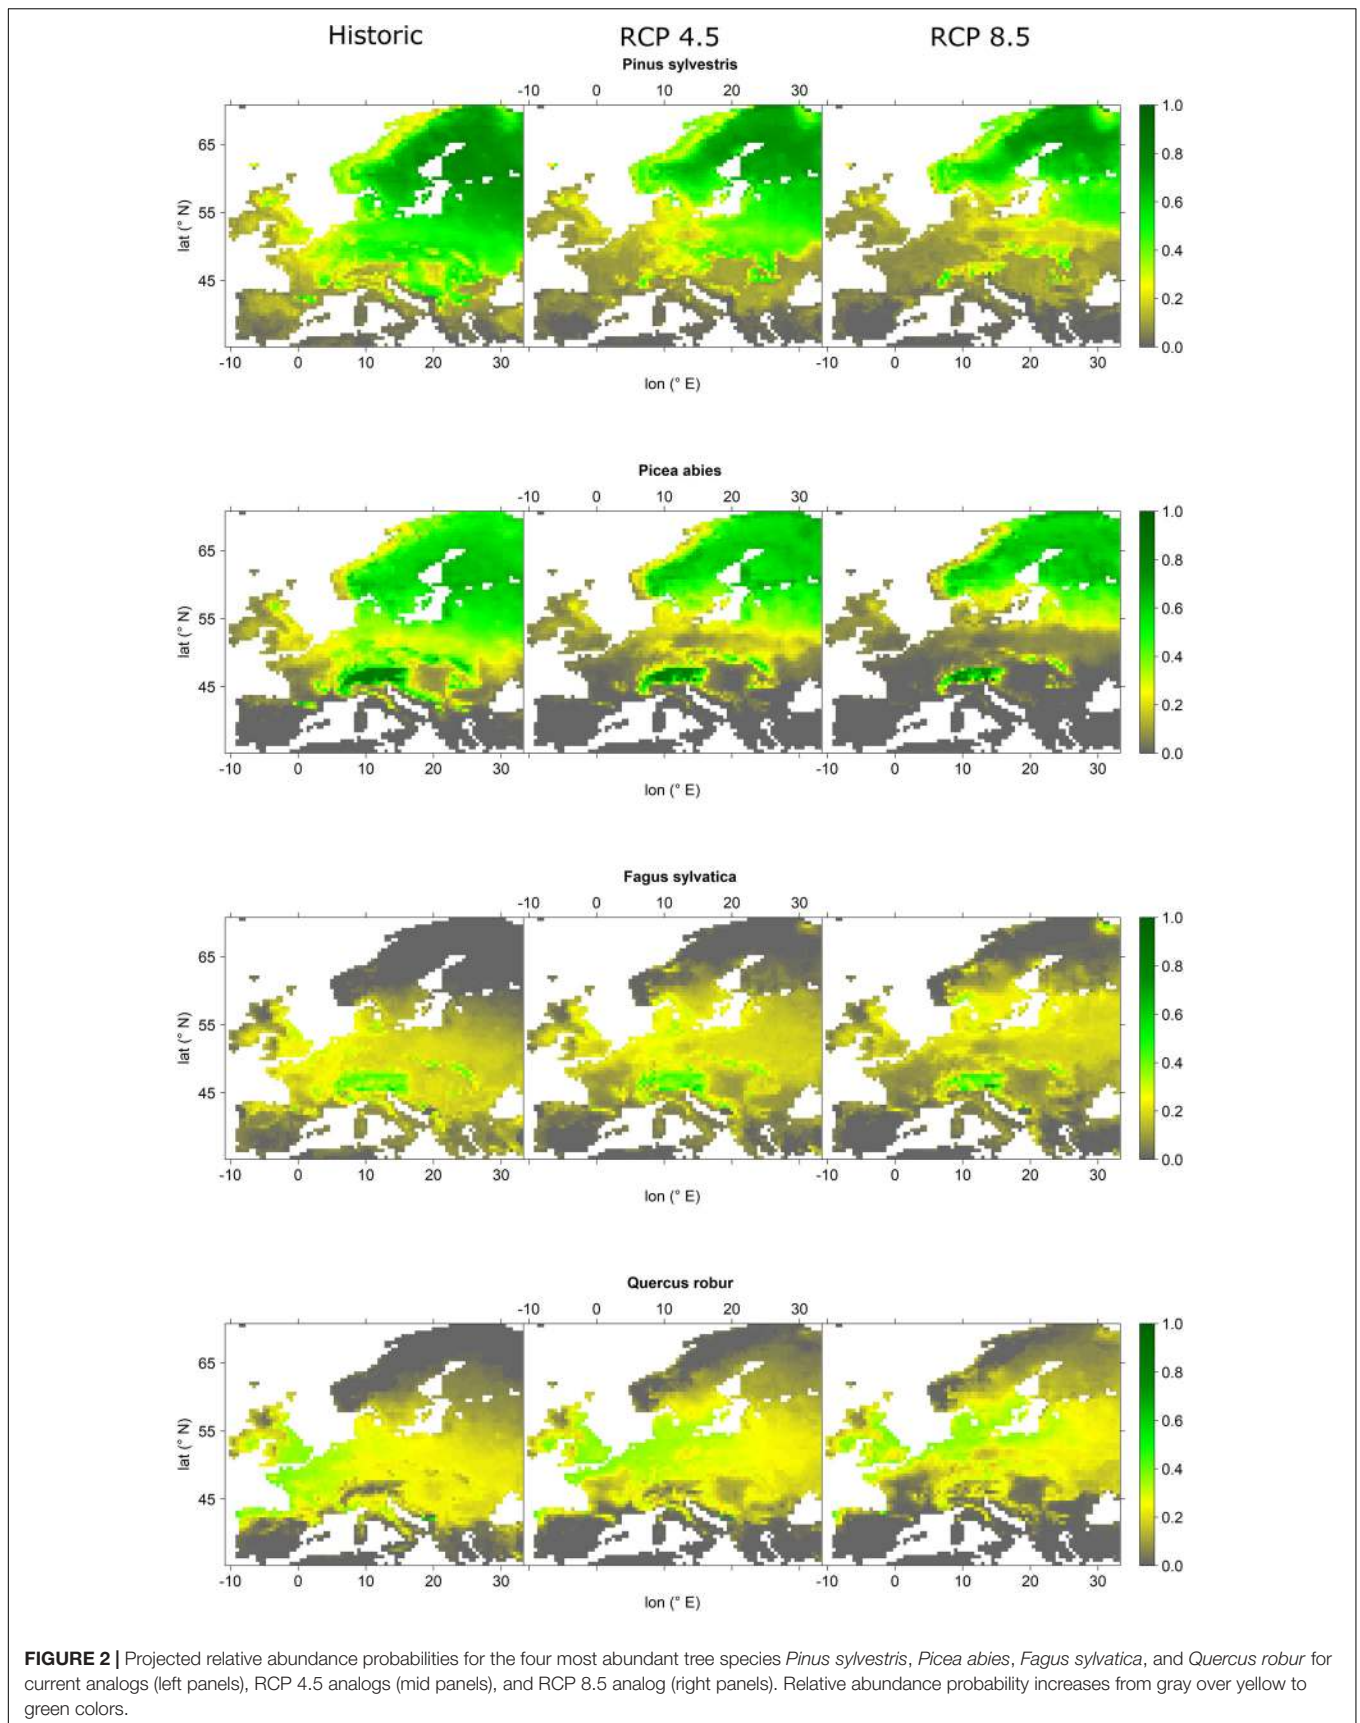 Historic RCP 4.5 RCP 8.5
Pinus sylvestris
-10 0 10 20 30
1.0
65 0.8
0.6
55
lat (° N)
0.4
45
0.2
0.0
-10 0 10 20 30 -10 0 10 20 30
lon (° E)
Picea abies
-10 0 10 20 30
1.0
65 0.8
0.6
55
lat (° N)
0.4
45
0.2
0.0
-10 0 10 20 30 -10 0 10 20 30
lon (° E)
Fagus sylvatica
-10 0 10 20 30
1.0
65 0.8
0.6
55
lat (° N)
0.4
45
0.2
0.0
-10 0 10 20 30 -10 0 10 20 30
lon (° E)
Quercus robur
-10 0 10 20 30
1.0
65 0.8
0.6
55
lat (° N)
0.4
45
0.2
0.0
-10 0 10 20 30 -10 0 10 20 30
lon (° E)
FIGURE 2 | Projected relative abundance probabilities for the four most abundant tree species Pinus sylvestris, Picea abies, Fagus sylvatica, and Quercus robur for
current analogs (left panels), RCP 4.5 analogs (mid panels), and RCP 8.5 analog (right panels). Relative abundance probability increases from gray over yellow to
green colors.